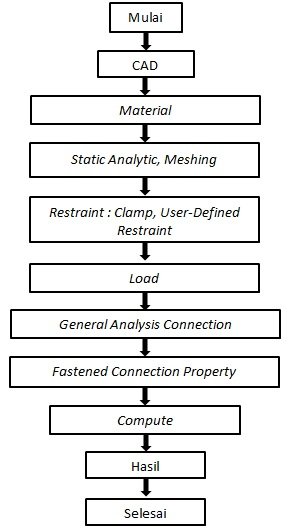 Mulai
CAD
Material
Static Analytic, Meshing
Restraint : Clamp, User-Defined
Restraint
Load
General Analysis Connection
Fastened Connection Property
Compute
Hasil
Selesai